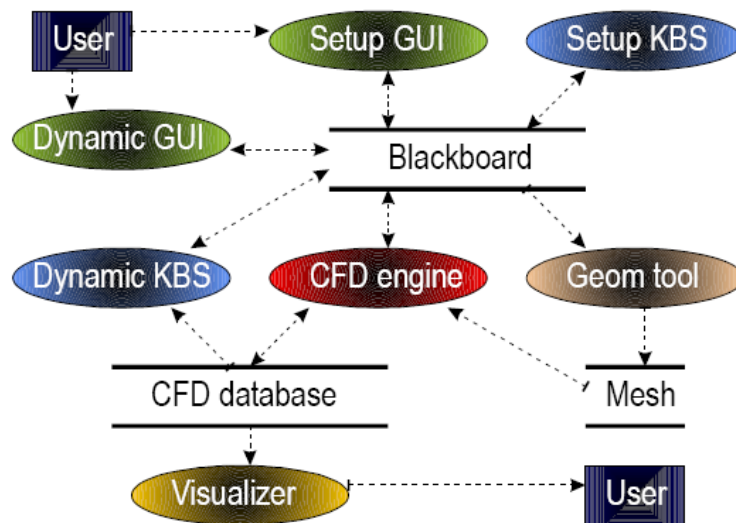 User
Setup GUI
Setup KBS
Dynamic GUI
Blackboard
Dynamic KBS
CFD engine
Geom tool
CFD database
Mesh
Visualizer
User